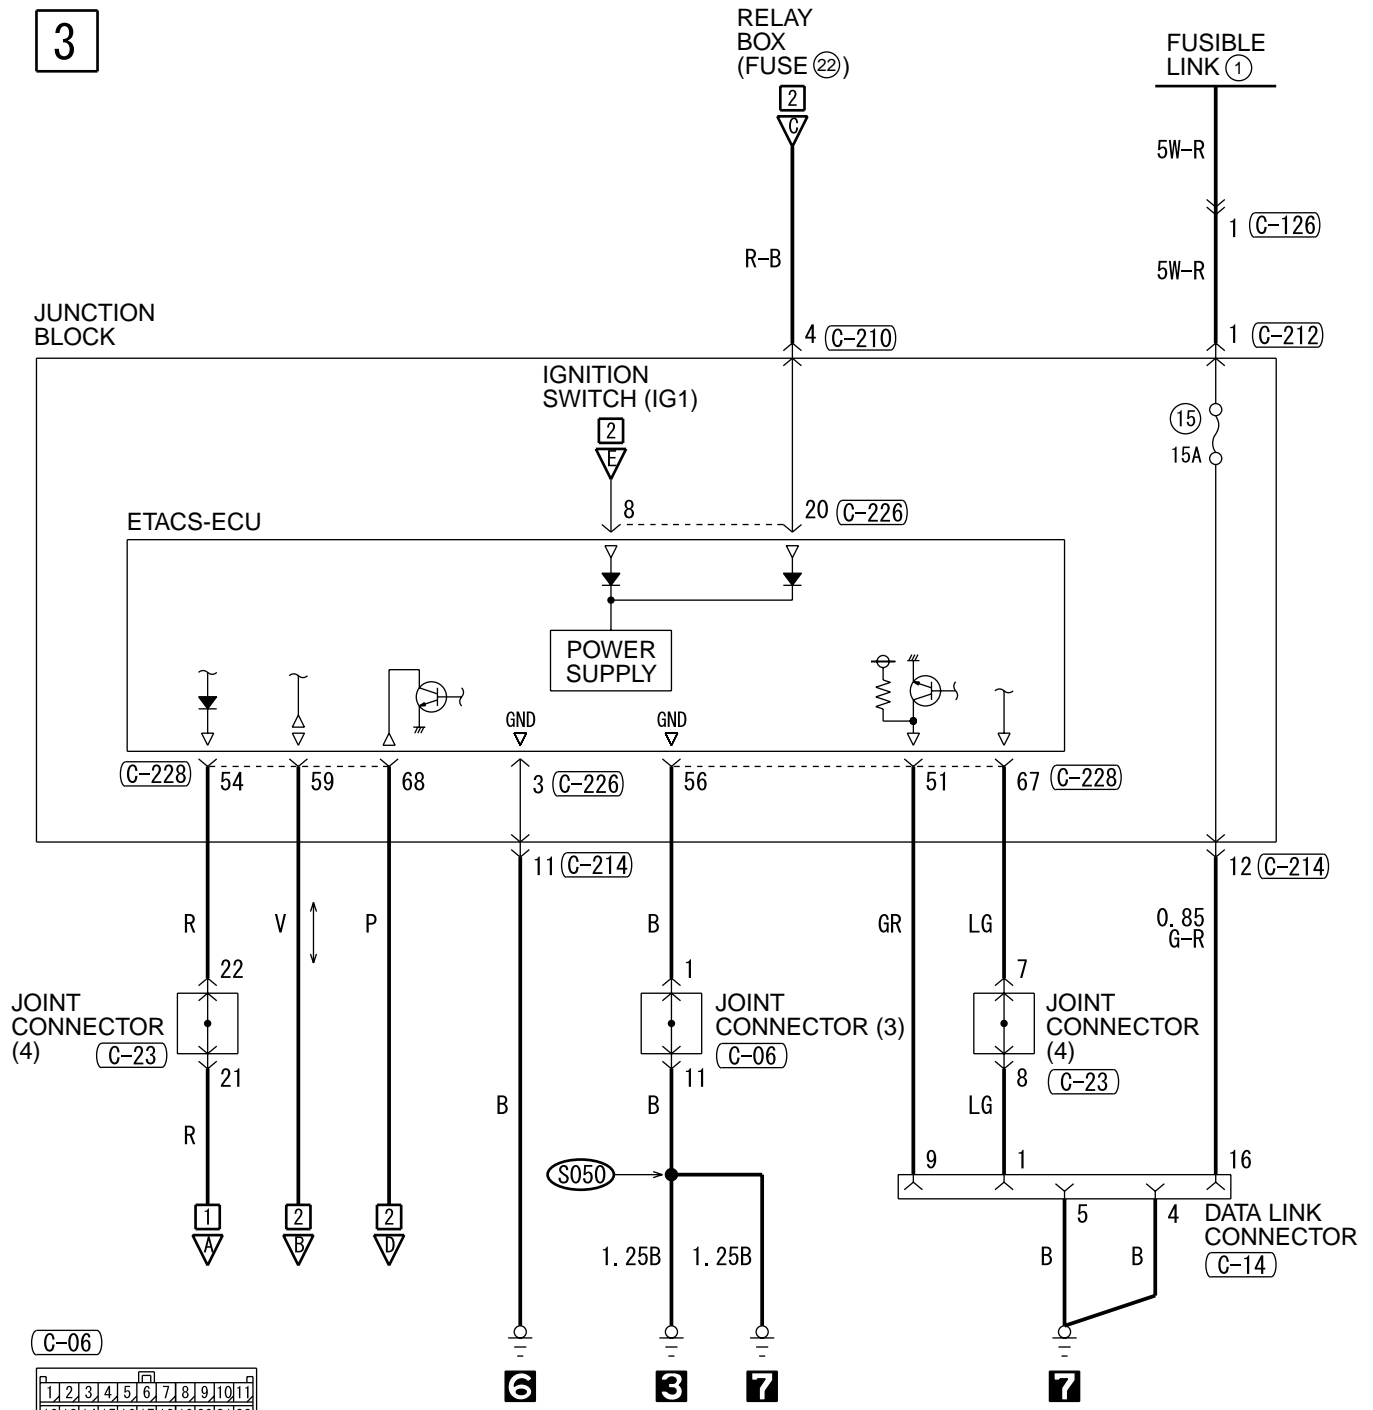 3
RELAY
BOX
(FUSE 22)
FUSIBLE
LINK 1
2
C
5W-R
1 C-126
R-B
5W-R
JUNCTION
BLOCK
4 C-210
1 C-212
IGNITION
SWITCH (IG1)
2
E
15
15A
8
20 C-226
ETACS-ECU
POWER
SUPPLY
GND
GND
C-228 54
59
68
3 C-226
56
51
67 C-228
11 C-214
12 C-214
R
V
P
B
GR
LG
0.85
G-R
22
1
7
JOINT
CONNECTOR
(4)
C-23
JOINT
CONNECTOR (3)
C-06
JOINT
CONNECTOR
(4)
C-23
21
11
8
R
B
B
LG
S050
9
1
16
1
A
2
B
2
D
5
4
DATA LINK
CONNECTOR
C-14
1.25B
1.25B
B
B
C-06
6
3
7
7
1 2 3 4 5 6 7 8 9 10 11